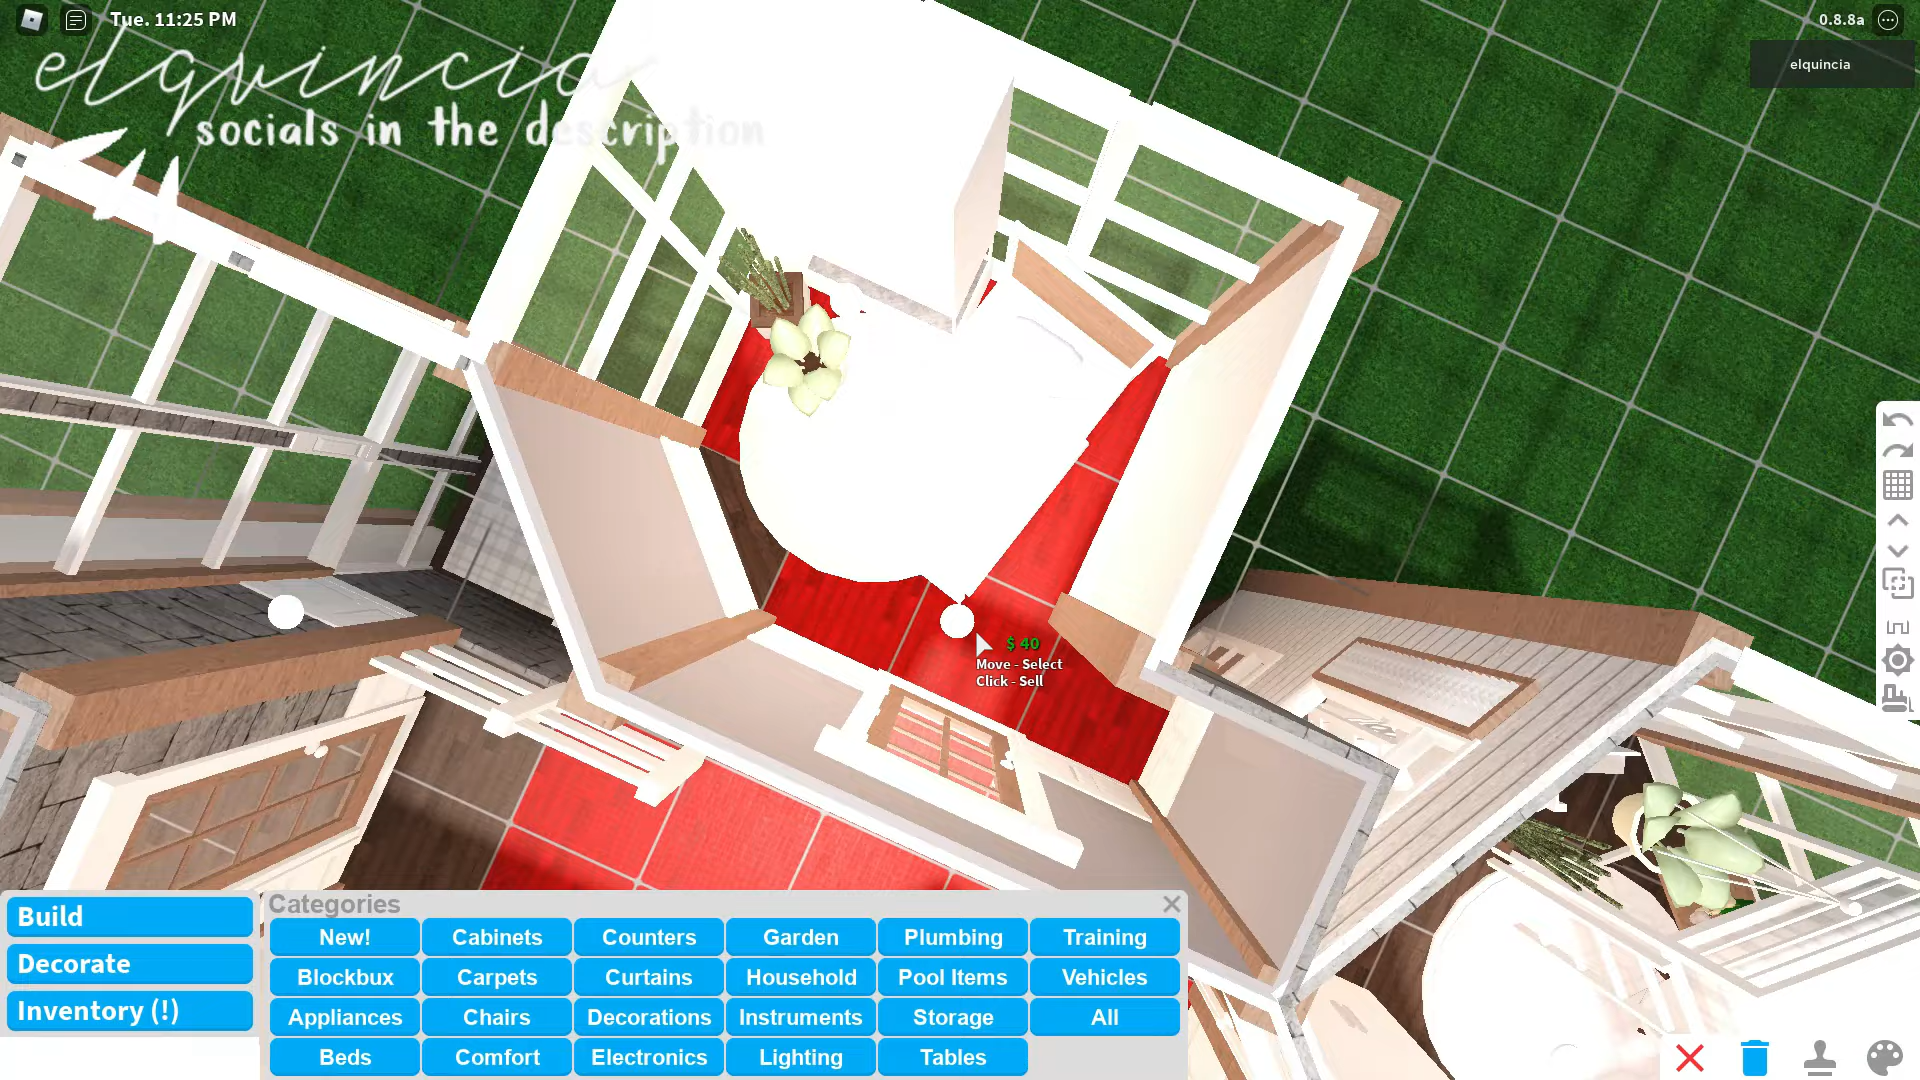 Tue. 11:25 PM
0.8.8a
elquincia
elquincia
socials in the description
$ 40
Move - Select
Click - Sell
Build
Decorate
Inventory (!)
Categories
New! Cabinets Counters Garden Plumbing Training
Blockbux Carpets Curtains Household Pool Items Vehicles
Appliances Chairs Decorations Instruments Storage All
Beds Comfort Electronics Lighting Tables